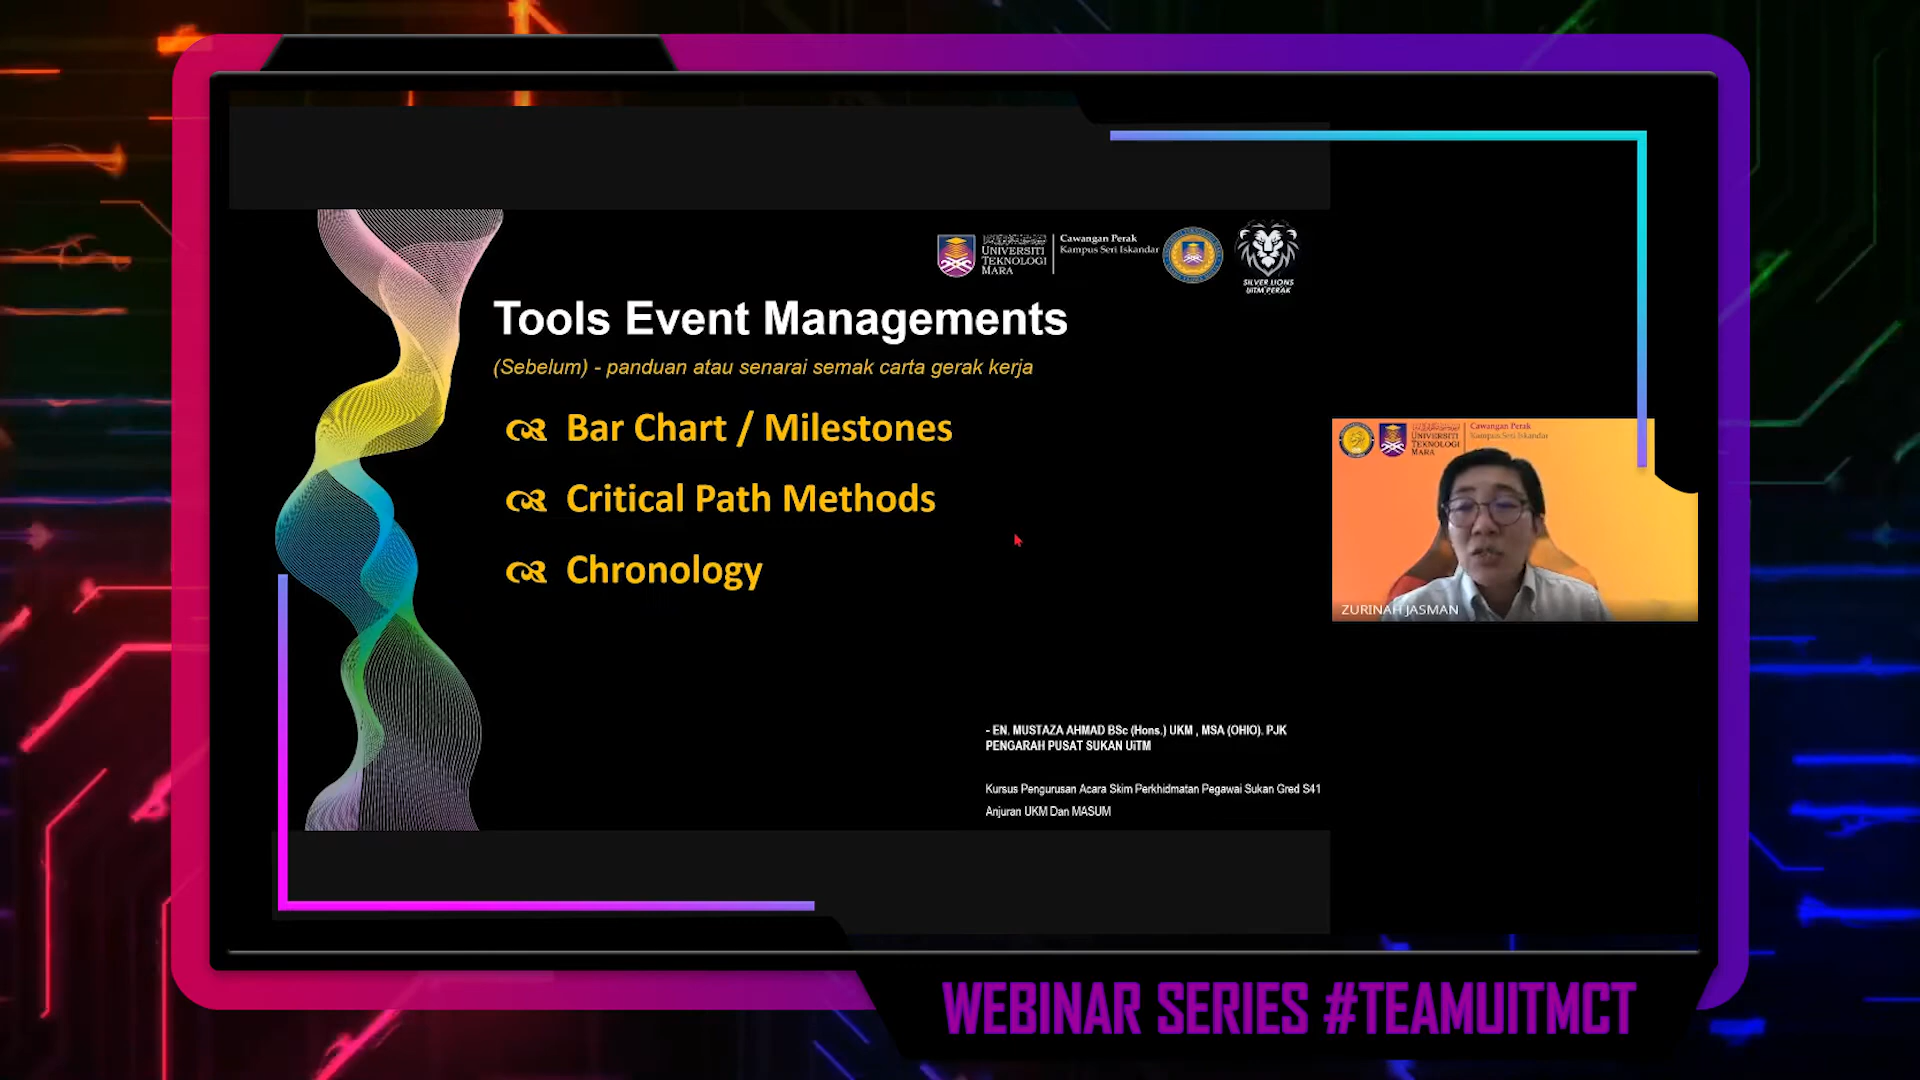 UNIVERSITI
TEKNOLOGI
MARA
Cawangan Perak
Kampus Seri Iskandar
SILVER LIONS
UiTM PERAK
Tools Event Managements
(Sebelum) - panduan atau senarai semak carta gerak kerja
Bar Chart / Milestones
Critical Path Methods
Chronology
UNIVERSITI
TEKNOLOGI
MARA
Cawangan Perak
Kampus Seri Iskandar
ZURINAH JASMAN
- EN. MUSTAZA AHMAD BSc (Hons.) UKM , MSA (OHIO). PJK
PENGARAH PUSAT SUKAN UiTM
Kursus Pengurusan Acara Skim Perkhidmatan Pegawai Sukan Gred S41
Anjuran UKM Dan MASUM
WEBINAR SERIES #TEAMUITMCT